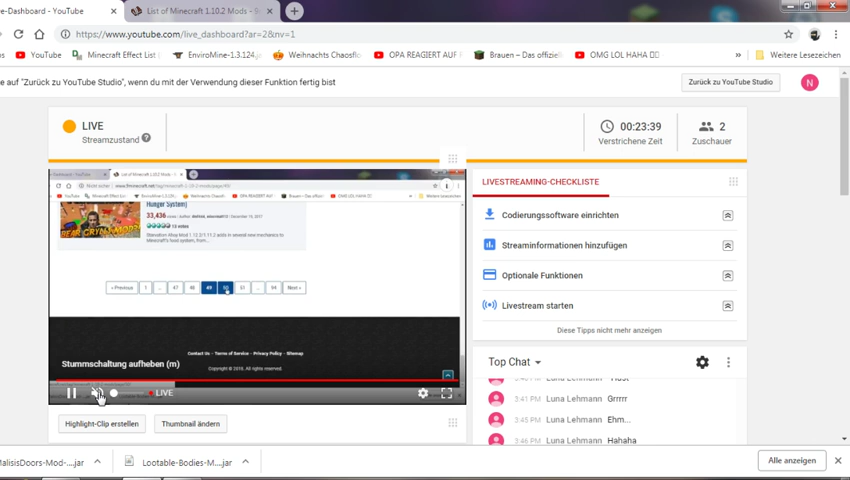 e-Dashboard - YouTube
List of Minecraft 1.10.2 Mods - 9
https://www.youtube.com/live_dashboard?ar=2&nv=1
YouTube
Minecraft Effect List
EnviroMine-1.3.124.j
Weihnachts Chaosflo
OPA REAGIERT AUF F
Brauen – Das offiziel
OMG LOL HAHA
Weitere Lesezeichen
e auf "Zurück zu YouTube Studio", wenn du mit der Verwendung dieser Funktion fertig bist
Zurück zu YouTube Studio
N
LIVE
Streamzustand
00:23:39
Verstrichene Zeit
2
Zuschauer
Hunger System)
33,436
13 votes
« Previous 1 ... 47 48 49 50 51 ... 94 Next »
Contact Us - Terms of Service - Privacy Policy - Sitemap
Copyright © 2018. All rights reserved.
Stummschaltung aufheben (m)
LIVE
Highlight-Clip erstellen
Thumbnail ändern
LIVESTREAMING-CHECKLISTE
Codierungssoftware einrichten
Streaminformationen hinzufügen
Optionale Funktionen
Livestream starten
Diese Tipps nicht mehr anzeigen
Top Chat
3:41 PM Luna Lehmann Grrrrr
3:45 PM Luna Lehmann Ehm...
3:46 PM Luna Lehmann Hahaha
MalisisDoors-Mod-....jar
Lootable-Bodies-M....jar
Alle anzeigen